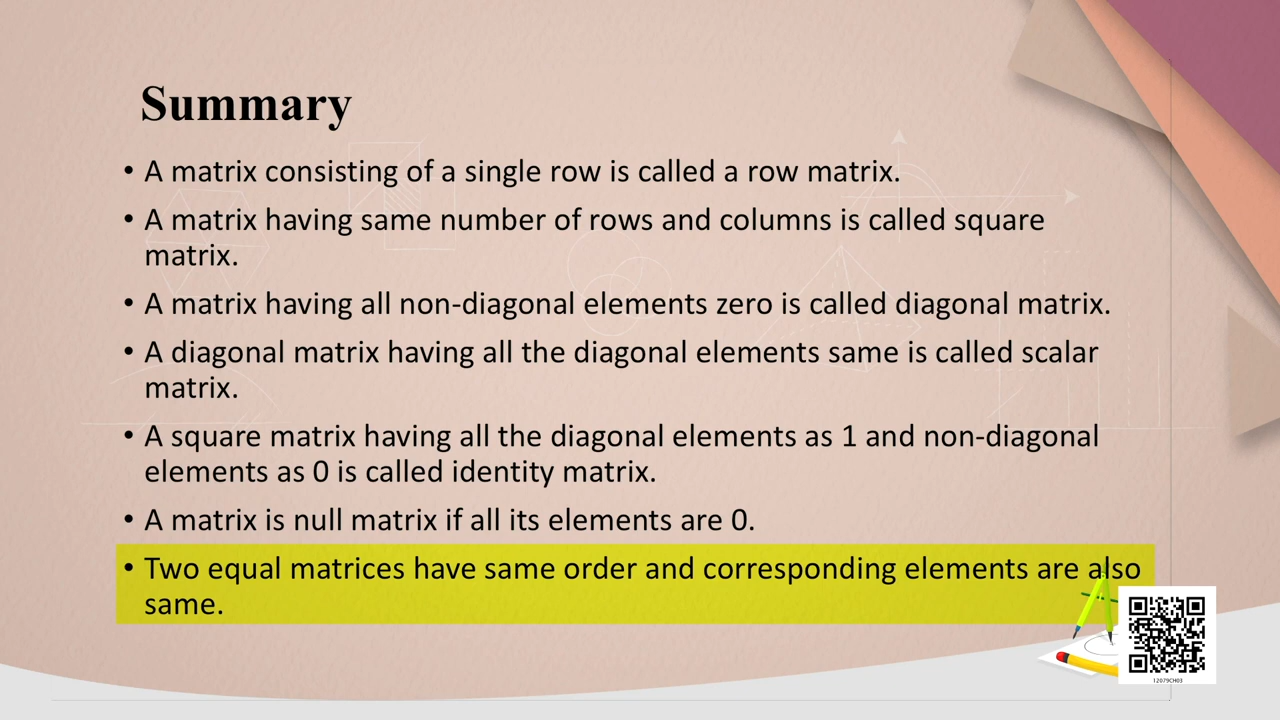 Summary
• A matrix consisting of a single row is called a row matrix.
• A matrix having same number of rows and columns is called square
matrix.
• A matrix having all non-diagonal elements zero is called diagonal matrix.
• A diagonal matrix having all the diagonal elements same is called scalar
matrix.
• A square matrix having all the diagonal elements as 1 and non-diagonal
elements as 0 is called identity matrix.
• A matrix is null matrix if all its elements are 0.
• Two equal matrices have same order and corresponding elements are also
same.
12079CH03